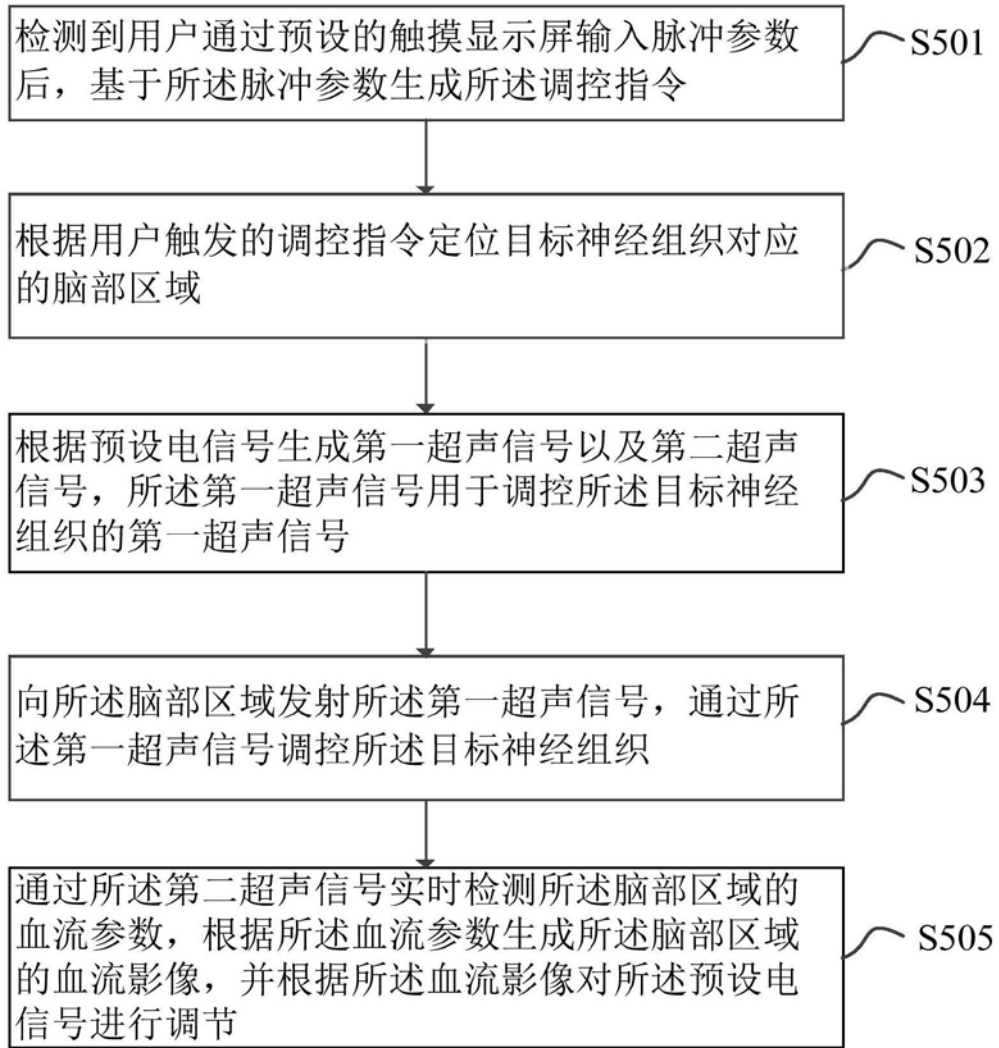 检测到用户通过预设的触摸显示屏输入脉冲参数
后，基于所述脉冲参数生成所述调控指令
S501
根据用户触发的调控指令定位目标神经组织对应
的脑部区域
S502
根据预设电信号生成第一超声信号以及第二超声
信号，所述第一超声信号用于调控所述目标神经
组织的第一超声信号
S503
向所述脑部区域发射所述第一超声信号，通过所
述第一超声信号调控所述目标神经组织
S504
通过所述第二超声信号实时检测所述脑部区域的
血流参数，根据所述血流参数生成所述脑部区域
的血流影像，并根据所述血流影像对所述预设电
信号进行调节
S505